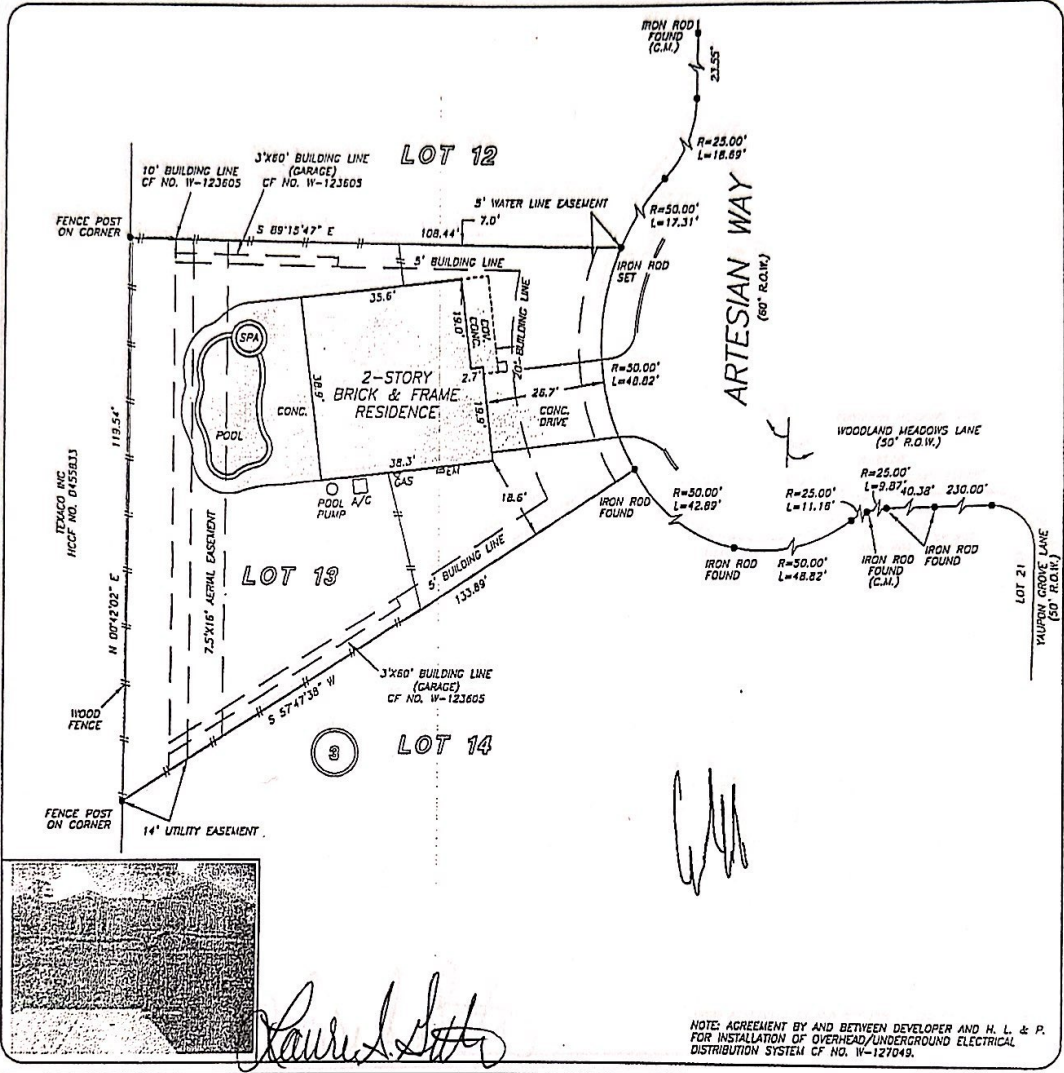 IRON ROD
FOUND
(C.M.)
23.55'
R=25.00'
L=18.69'
LOT 12
3'X60' BUILDING LINE
(GARAGE)
CF NO. W-123605
10' BUILDING LINE
CF NO. W-123605
R=50.00'
L=17.31'
ARTESIAN WAY
(60' R.O.W.)
5' WATER LINE EASEMENT
7.0'
FENCE POST
ON CORNER
S 89°15'47" E
108.44'
IRON ROD
SET
5' BUILDING LINE
20' BUILDING LINE
35.6'
19.0'
COV.
CONC.
SPA
2-STORY
BRICK & FRAME
RESIDENCE
2.7'
R=50.00'
L=48.82'
26.7'
38.9'
CONC.
19.9'
CONC.
DRIVE
POOL
119.54'
WOODLAND MEADOWS LANE
(50' R.O.W.)
38.3'
GAS
EM
POOL
PUMP
A/C
18.6'
IRON ROD
FOUND
R=50.00'
L=42.89'
R=25.00'
L=11.18'
R=25.00'
L=9.87'
40.38'
230.00'
TEXACO INC
HCCF NO. D455833
IRON ROD
FOUND
R=50.00'
L=48.82'
IRON ROD
FOUND
(C.M.)
IRON ROD
FOUND
LOT 21
YAUPON GROVE LANE
(50' R.O.W.)
LOT 13
5' BUILDING LINE
133.89'
7.5'X16' AERIAL EASEMENT
N 00°42'02" E
3'X60' BUILDING LINE
(GARAGE)
CF NO. W-123605
S 57°47'38" W
WOOD
FENCE
3
LOT 14
FENCE POST
ON CORNER
14' UTILITY EASEMENT
NOTE: AGREEMENT BY AND BETWEEN DEVELOPER AND H. L. & P.
FOR INSTALLATION OF OVERHEAD/UNDERGROUND ELECTRICAL
DISTRIBUTION SYSTEM CF NO. W-127049.